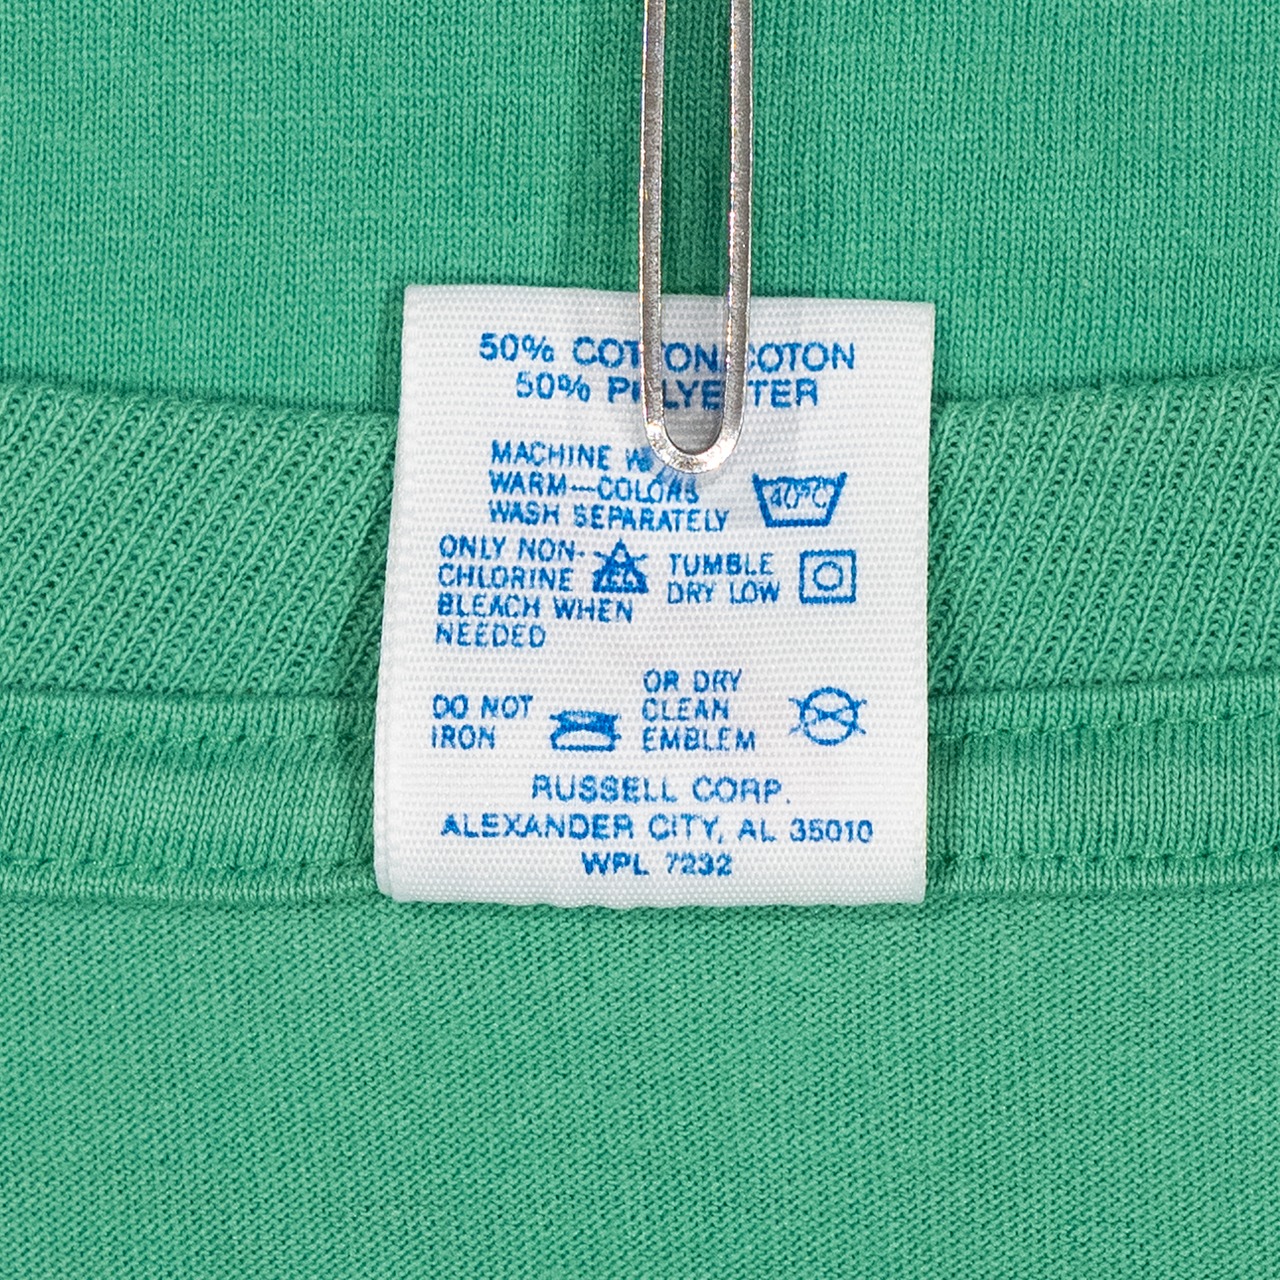 50% COTTON/COTON
50% POLYESTER
MACHINE
WARM—COLORS
WASH SEPARATELY
40°C
ONLY NON-
CHLORINE
BLEACH WHEN
NEEDED
CL
TUMBLE
DRY LOW
DO NOT
IRON
OR DRY
CLEAN
EMBLEM
RUSSELL CORP.
ALEXANDER CITY, AL 35010
WPL 7232